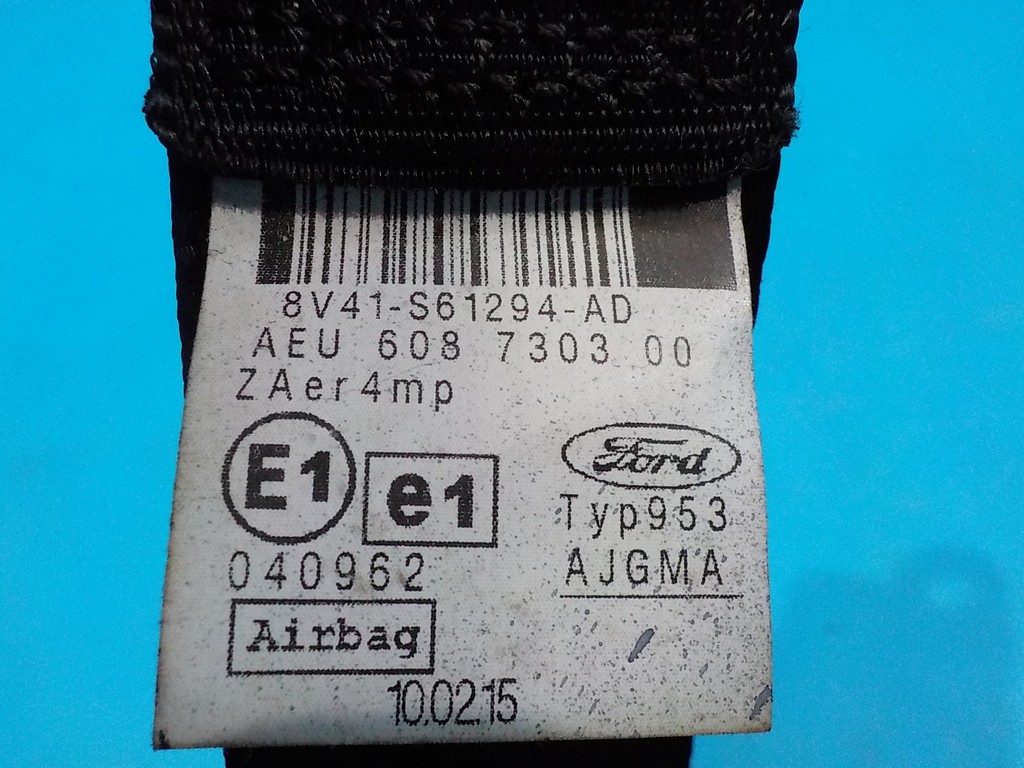 8V41-S61294-AD
AEU 608 7303 00
ZAer4mp
E1
e1
Ford
Typ953
040962
AJGMA
Airbag
10.02.15